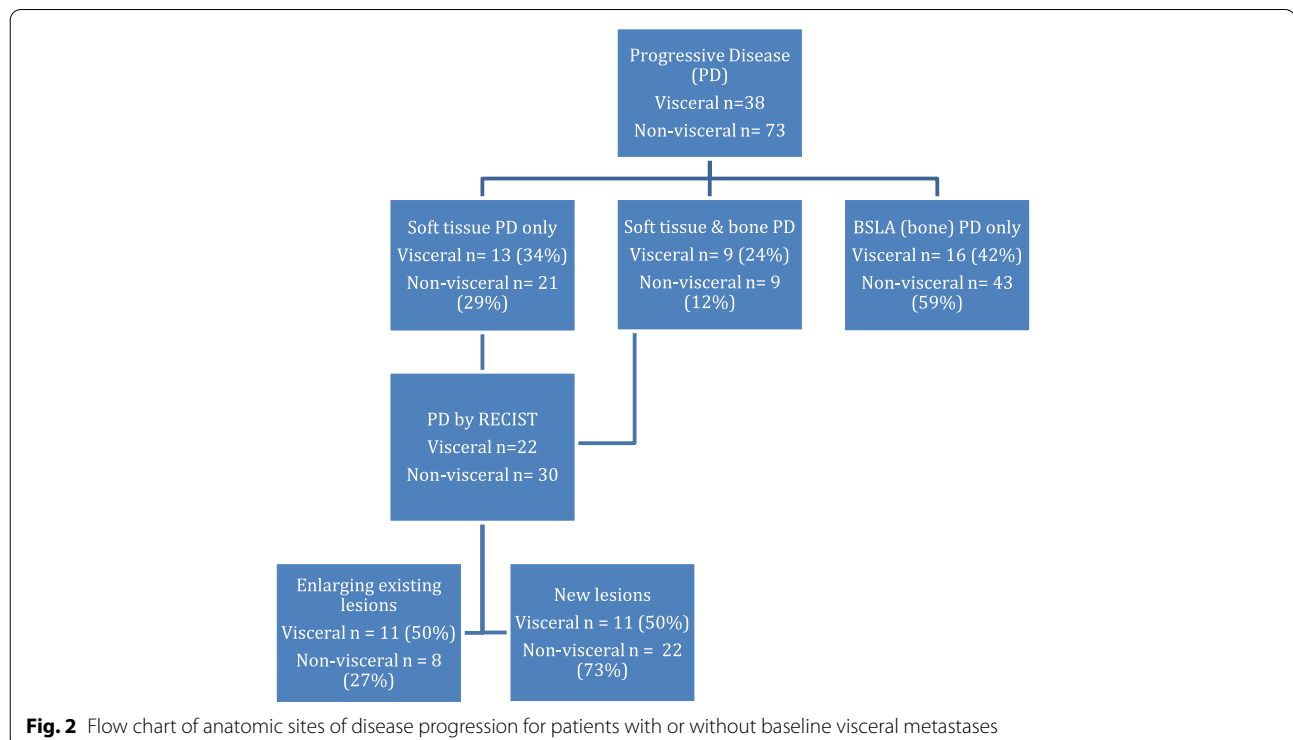 Progressive Disease
(PD)
Visceral n=38
Non-visceral n= 73
Soft tissue PD only
Visceral n= 13 (34%)
Non-visceral n= 21
(29%)
Soft tissue & bone PD
Visceral n= 9 (24%)
Non-visceral n= 9
(12%)
BSLA (bone) PD only
Visceral n= 16 (42%)
Non-visceral n= 43
(59%)
PD by RECIST
Visceral n=22
Non-visceral n= 30
Enlarging existing
lesions
Visceral n = 11 (50%)
Non-visceral n = 8
(27%)
New lesions
Visceral n = 11 (50%)
Non-visceral n =  22
(73%)
Fig. 2 Flow chart of anatomic sites of disease progression for patients with or without baseline visceral metastases